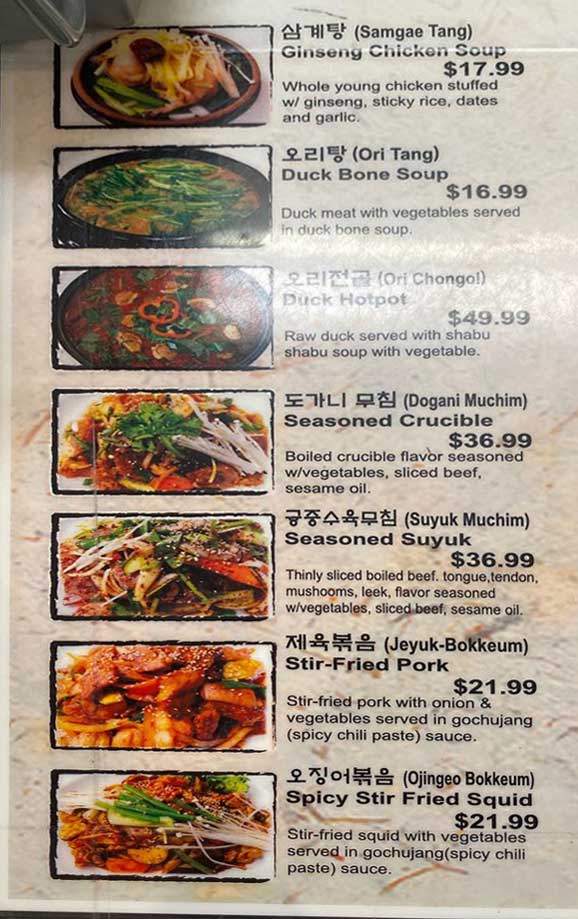 삼계탕 (Samgae Tang)
Ginseng Chicken Soup
$17.99
Whole young chicken stuffed
w/ ginseng, sticky rice, dates
and garlic.
오리탕 (Ori Tang)
Duck Bone Soup
$16.99
Duck meat with vegetables served
in duck bone soup.
오리전골 (Ori Chongol)
Duck Hotpot
$49.99
Raw duck served with shabu
shabu soup with vegetable.
도가니 무침 (Dogani Muchim)
Seasoned Crucible
$36.99
Boiled crucible flavor seasoned
w/vegetables, sliced beef,
sesame oil.
궁중수육무침 (Suyuk Muchim)
Seasoned Suyuk
$36.99
Thinly sliced boiled beef. tongue,tendon,
mushooms, leek, flavor seasoned
w/vegetables, sliced beef, sesame oil.
제육볶음 (Jeyuk-Bokkeum)
Stir-Fried Pork
$21.99
Stir-fried pork with onion &
vegetables served in gochujang
(spicy chili paste) sauce.
오징어볶음 (Ojingeo Bokkeum)
Spicy Stir Fried Squid
$21.99
Stir-fried squid with vegetables
served in gochujang(spicy chili
paste) sauce.